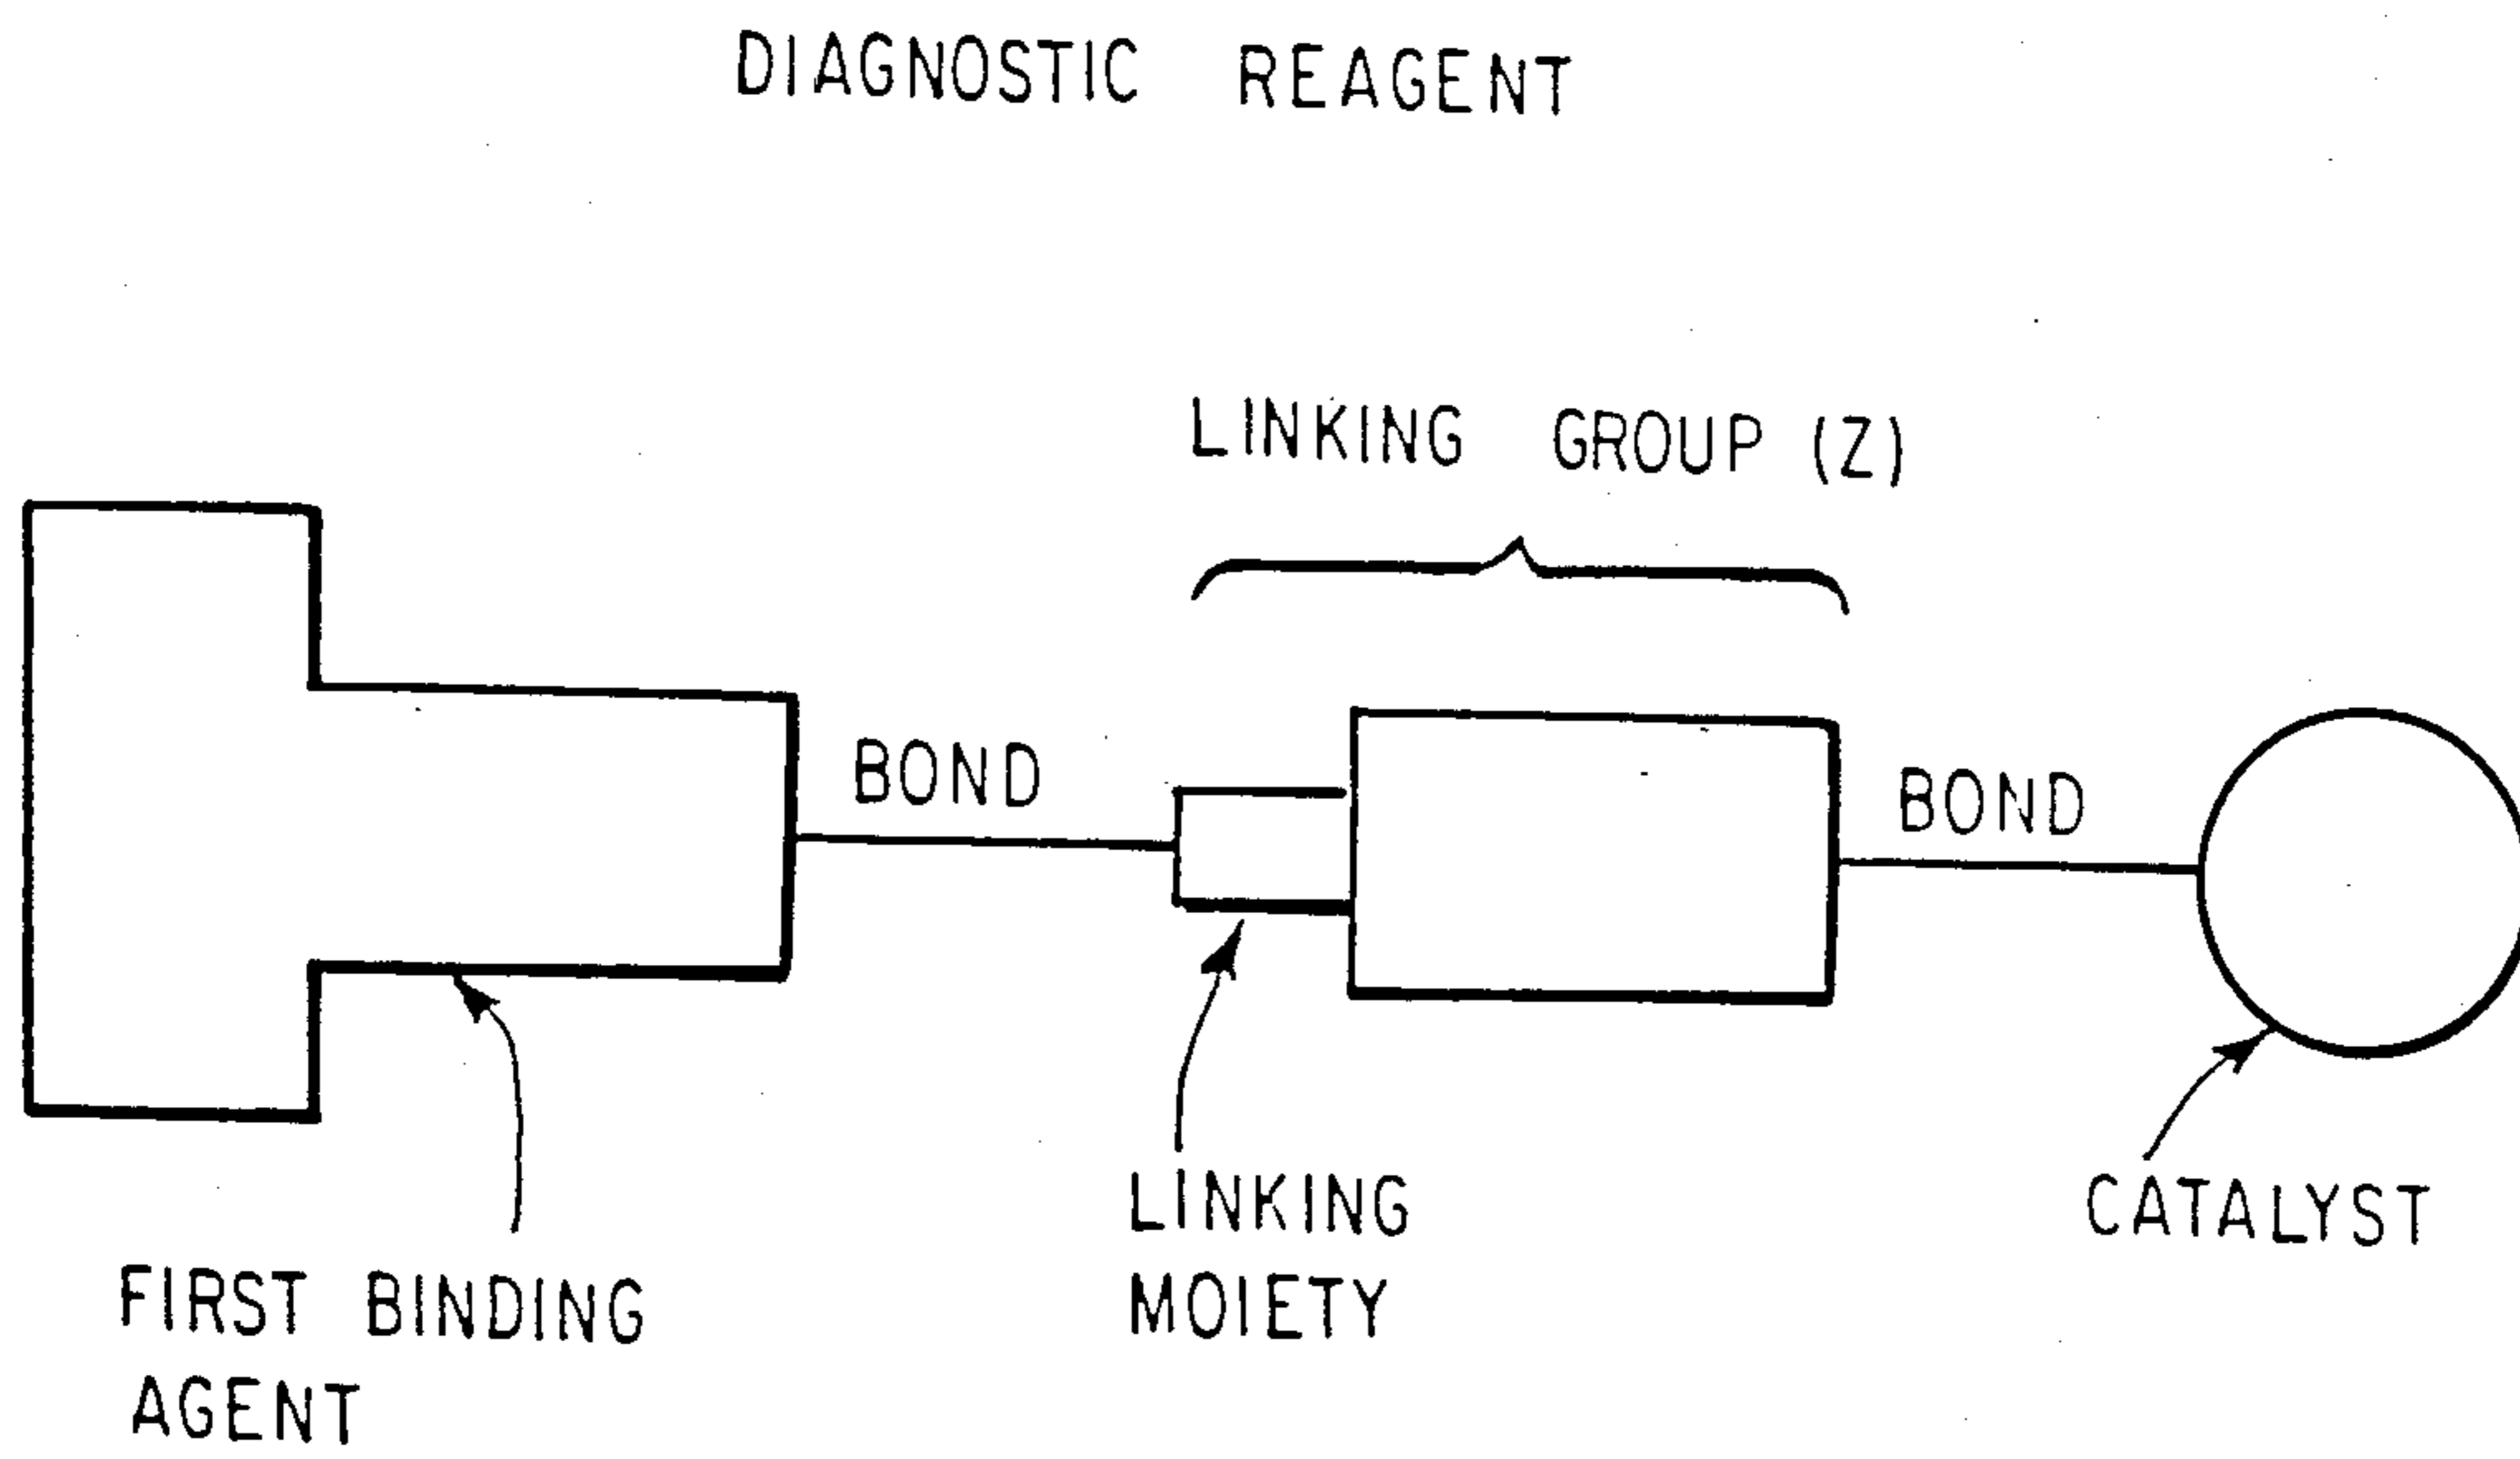 DIAGNOSTIC REAGENT
LINKING GROUP (Z)
BOND
BOND
LINKING
MOIETY
CATALYST
FIRST BINDING
AGENT